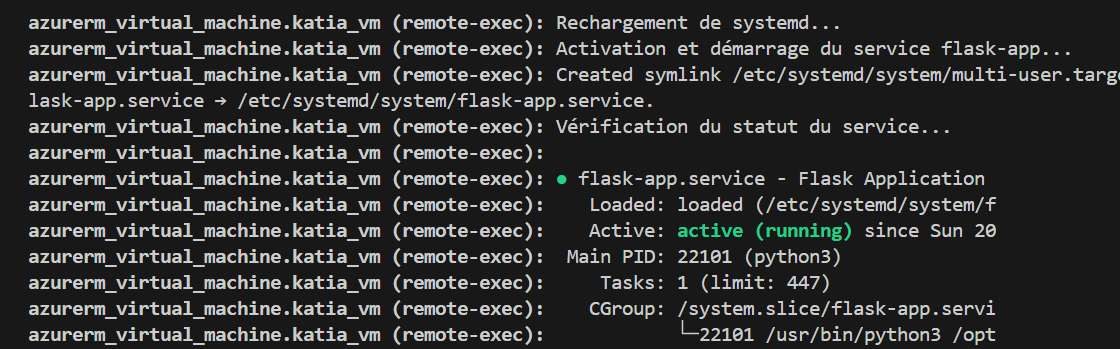 azurerm_virtual_machine.katia_vm (remote-exec): Rechargement de systemd...
azurerm_virtual_machine.katia_vm (remote-exec): Activation et démarrage du service flask-app...
azurerm_virtual_machine.katia_vm (remote-exec): Created symlink /etc/systemd/system/multi-user.targe
lask-app.service → /etc/systemd/system/flask-app.service.
azurerm_virtual_machine.katia_vm (remote-exec): Vérification du statut du service...
azurerm_virtual_machine.katia_vm (remote-exec):
azurerm_virtual_machine.katia_vm (remote-exec): ● flask-app.service - Flask Application
azurerm_virtual_machine.katia_vm (remote-exec):    Loaded: loaded (/etc/systemd/system/f
azurerm_virtual_machine.katia_vm (remote-exec):    Active: active (running) since Sun 20
azurerm_virtual_machine.katia_vm (remote-exec):  Main PID: 22101 (python3)
azurerm_virtual_machine.katia_vm (remote-exec):     Tasks: 1 (limit: 447)
azurerm_virtual_machine.katia_vm (remote-exec):    CGroup: /system.slice/flask-app.servi
azurerm_virtual_machine.katia_vm (remote-exec):            └─22101 /usr/bin/python3 /opt